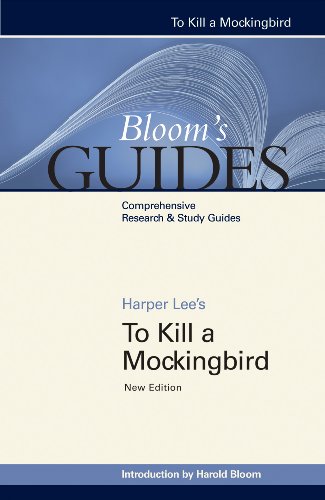 To Kill a Mockingbird
Bloom's
GUIDES
Comprehensive
Research & Study Guides
Harper Lee's
To Kill a
Mockingbird
New Edition
Introduction by Harold Bloom